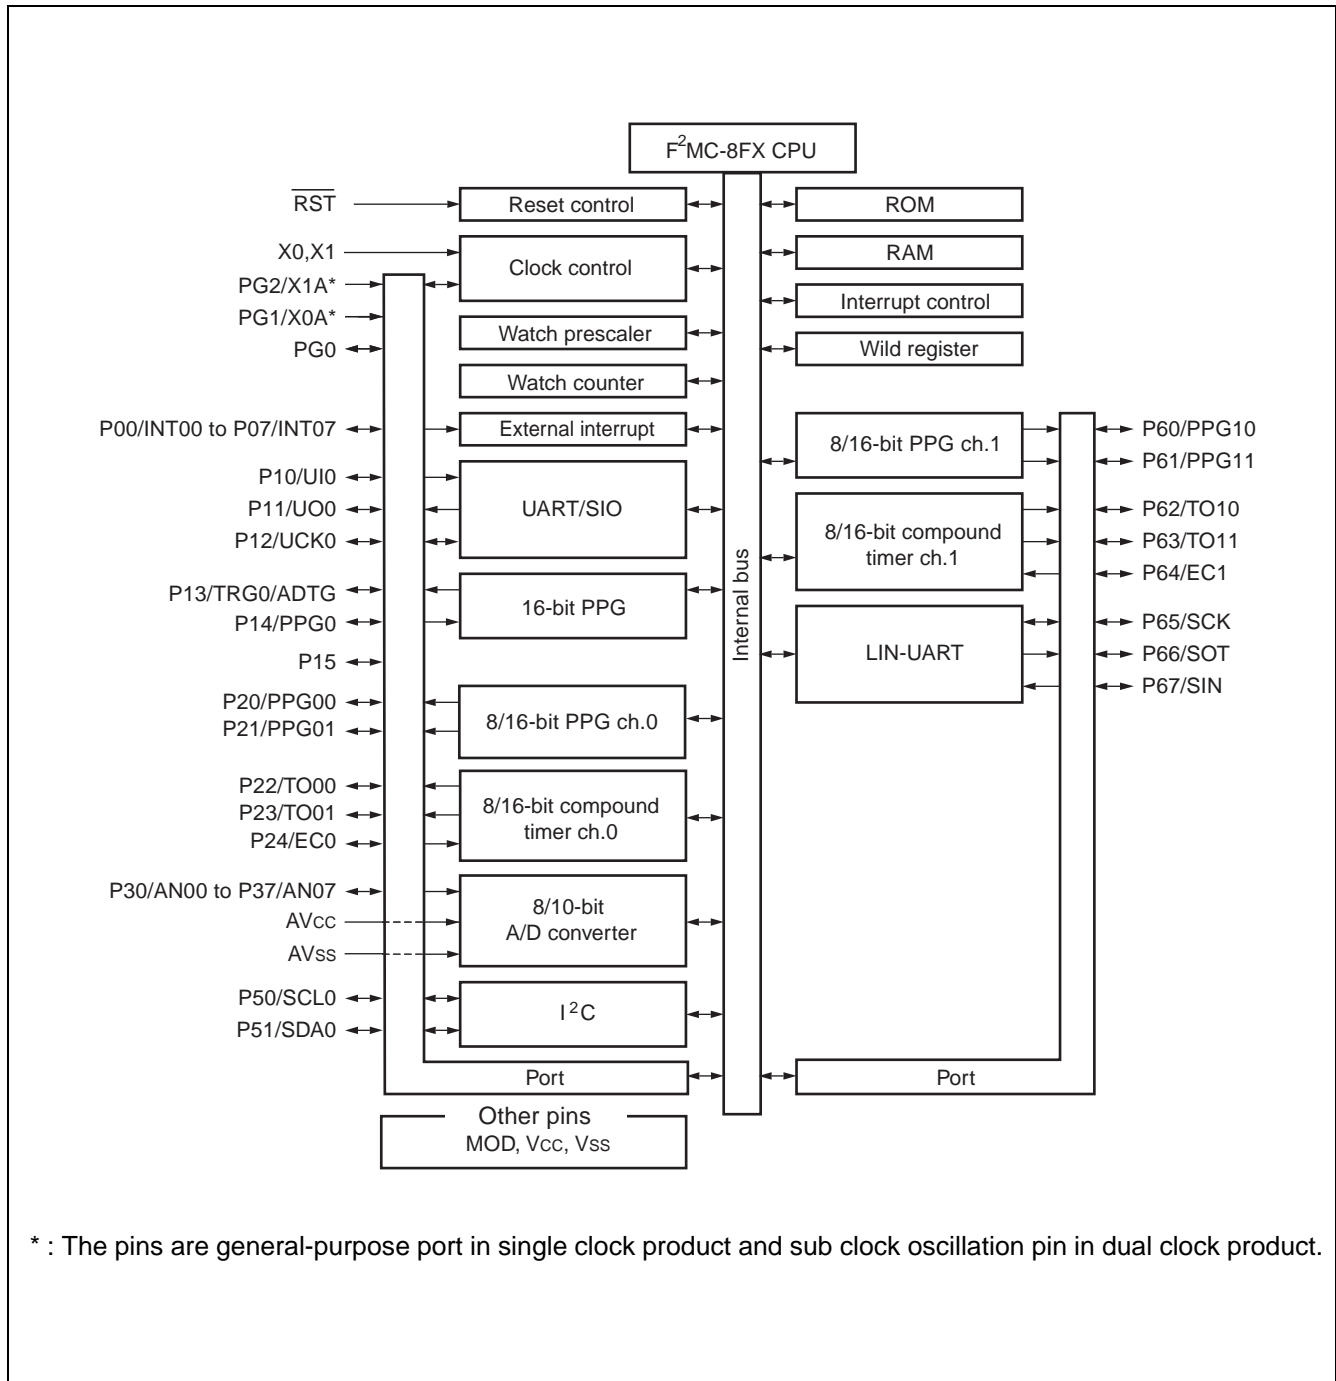 F2MC-8FX CPU
RST
Reset control
ROM
X0,X1
Clock control
RAM
PG2/X1A*
PG1/X0A*
Interrupt control
PG0
Watch prescaler
Wild register
Watch counter
P00/INT00 to P07/INT07
External interrupt
8/16-bit PPG ch.1
P60/PPG10
P61/PPG11
P10/UI0
P11/UO0
P12/UCK0
UART/SIO
8/16-bit compound
timer ch.1
P62/TO10
P63/TO11
P64/EC1
Internal bus
P13/TRG0/ADTG
P14/PPG0
16-bit PPG
P15
LIN-UART
P65/SCK
P66/SOT
P67/SIN
P20/PPG00
P21/PPG01
8/16-bit PPG ch.0
P22/TO00
P23/TO01
P24/EC0
8/16-bit compound
timer ch.0
P30/AN00 to P37/AN07
AVCC
AVSS
8/10-bit
A/D converter
P50/SCL0
P51/SDA0
I2C
Port
Port
Other pins
MOD, VCC, VSS
* : The pins are general-purpose port in single clock product and sub clock oscillation pin in dual clock product.